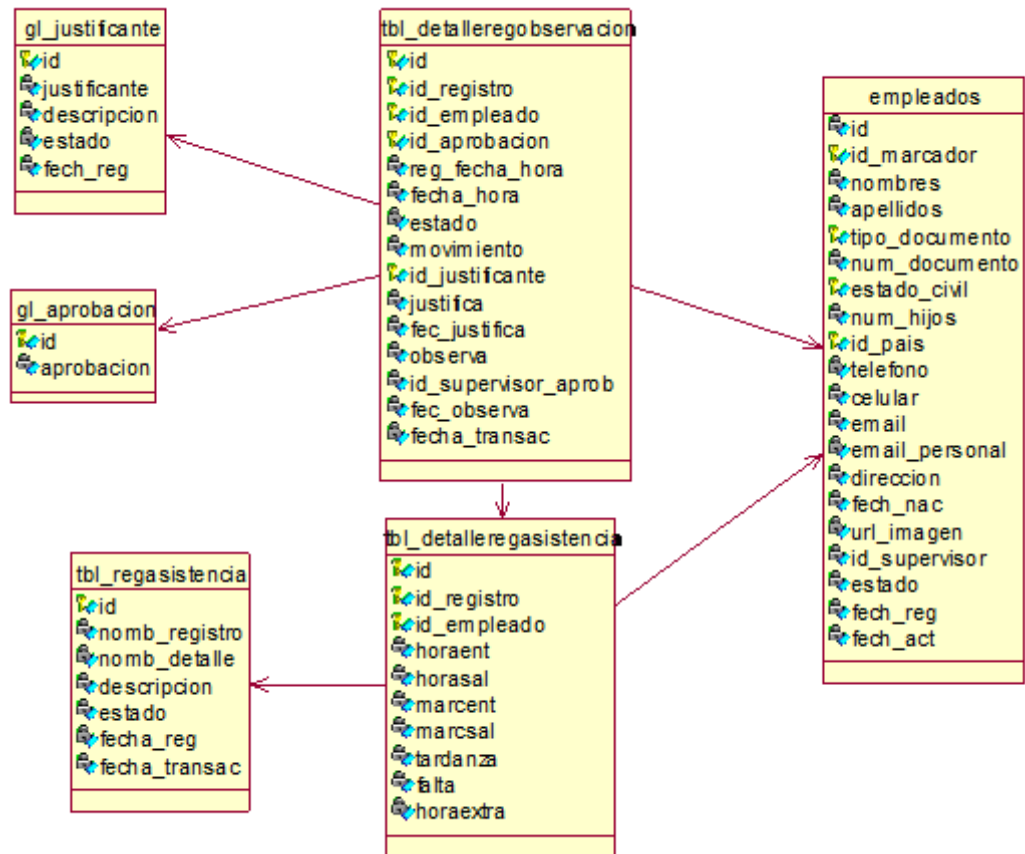 gl_justificante
id
justificante
descripcion
estado
fech_reg
gl_aprobacion
id
aprobacion
tbl_detalleregobservacion
id
id_registro
id_empleado
id_aprobacion
reg_fecha_hora
fecha_hora
estado
movimiento
id_justificante
justifica
fec_justifica
observa
id_supervisor_aprob
fec_observa
fecha_transac
empleados
id
id_marcador
nombres
apellidos
tipo_documento
num_documento
estado_civil
num_hijos
id_pais
telefono
celular
email
email_personal
direccion
fech_nac
url_imagen
id_supervisor
estado
fech_reg
fech_act
tbl_regasistencia
id
nomb_registro
nomb_detalle
descripcion
estado
fecha_reg
fecha_transac
tbl_detalleregasistencia
id
id_registro
id_empleado
horaent
horasal
marcent
marcsal
tardanza
falta
horaextra